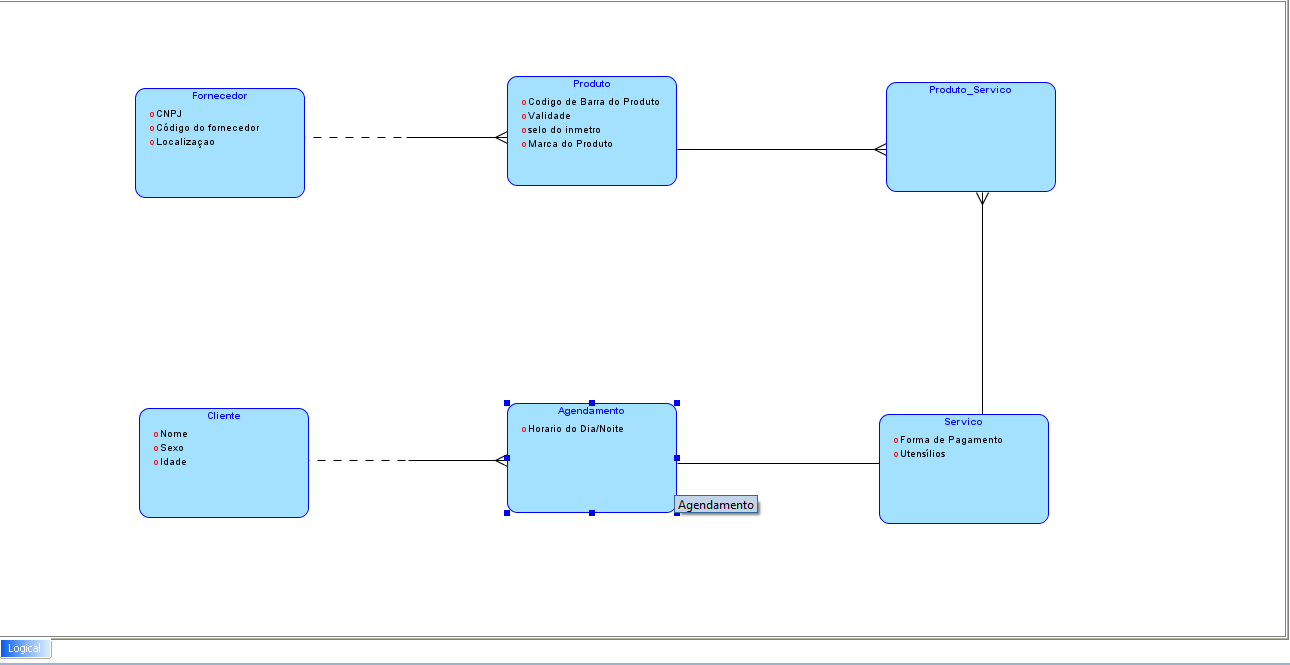 Fornecedor
CNPJ
Código do fornecedor
Localizaçao
Produto
Codigo de Barra do Produto
Validade
selo do inmetro
Marca do Produto
Produto_Servico
Cliente
Nome
Sexo
Idade
Agendamento
Horario do Dia/Noite
Agendamento
Servico
Forma de Pagamento
Utensílios
Logical